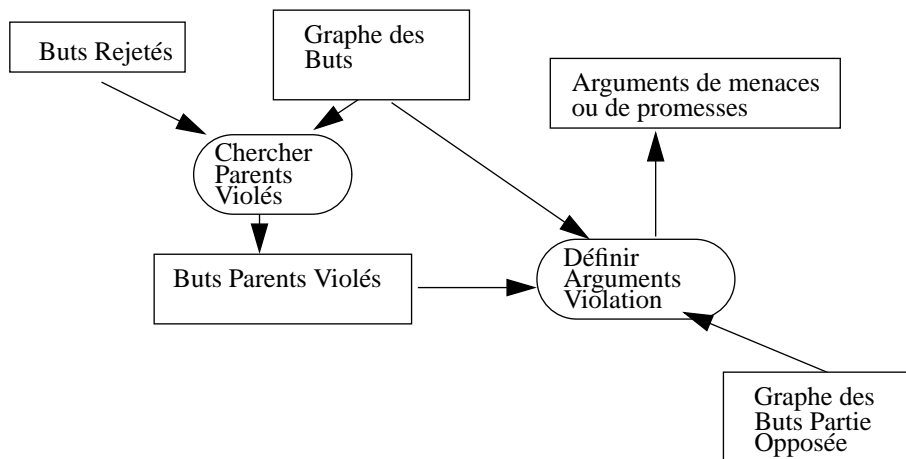 Buts Rejetés
Graphe des
Buts
Arguments de menaces
ou de promesses
Chercher
Parents
Violés
Buts Parents Violés
Définir
Arguments
Violation
Graphe des
Buts Partie
Opposée